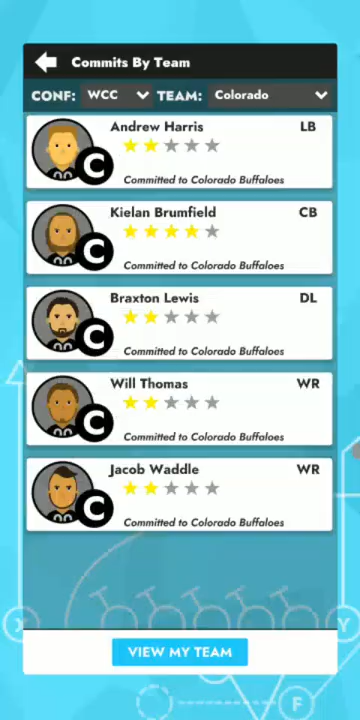 Commits By Team
CONF: WCC TEAM: Colorado
Andrew Harris LB
C
Committed to Colorado Buffaloes
Kielan Brumfield CB
C
Committed to Colorado Buffaloes
Braxton Lewis DL
C
Committed to Colorado Buffaloes
Will Thomas WR
C
Committed to Colorado Buffaloes
Jacob Waddle WR
C
Committed to Colorado Buffaloes
X Y
VIEW MY TEAM
F